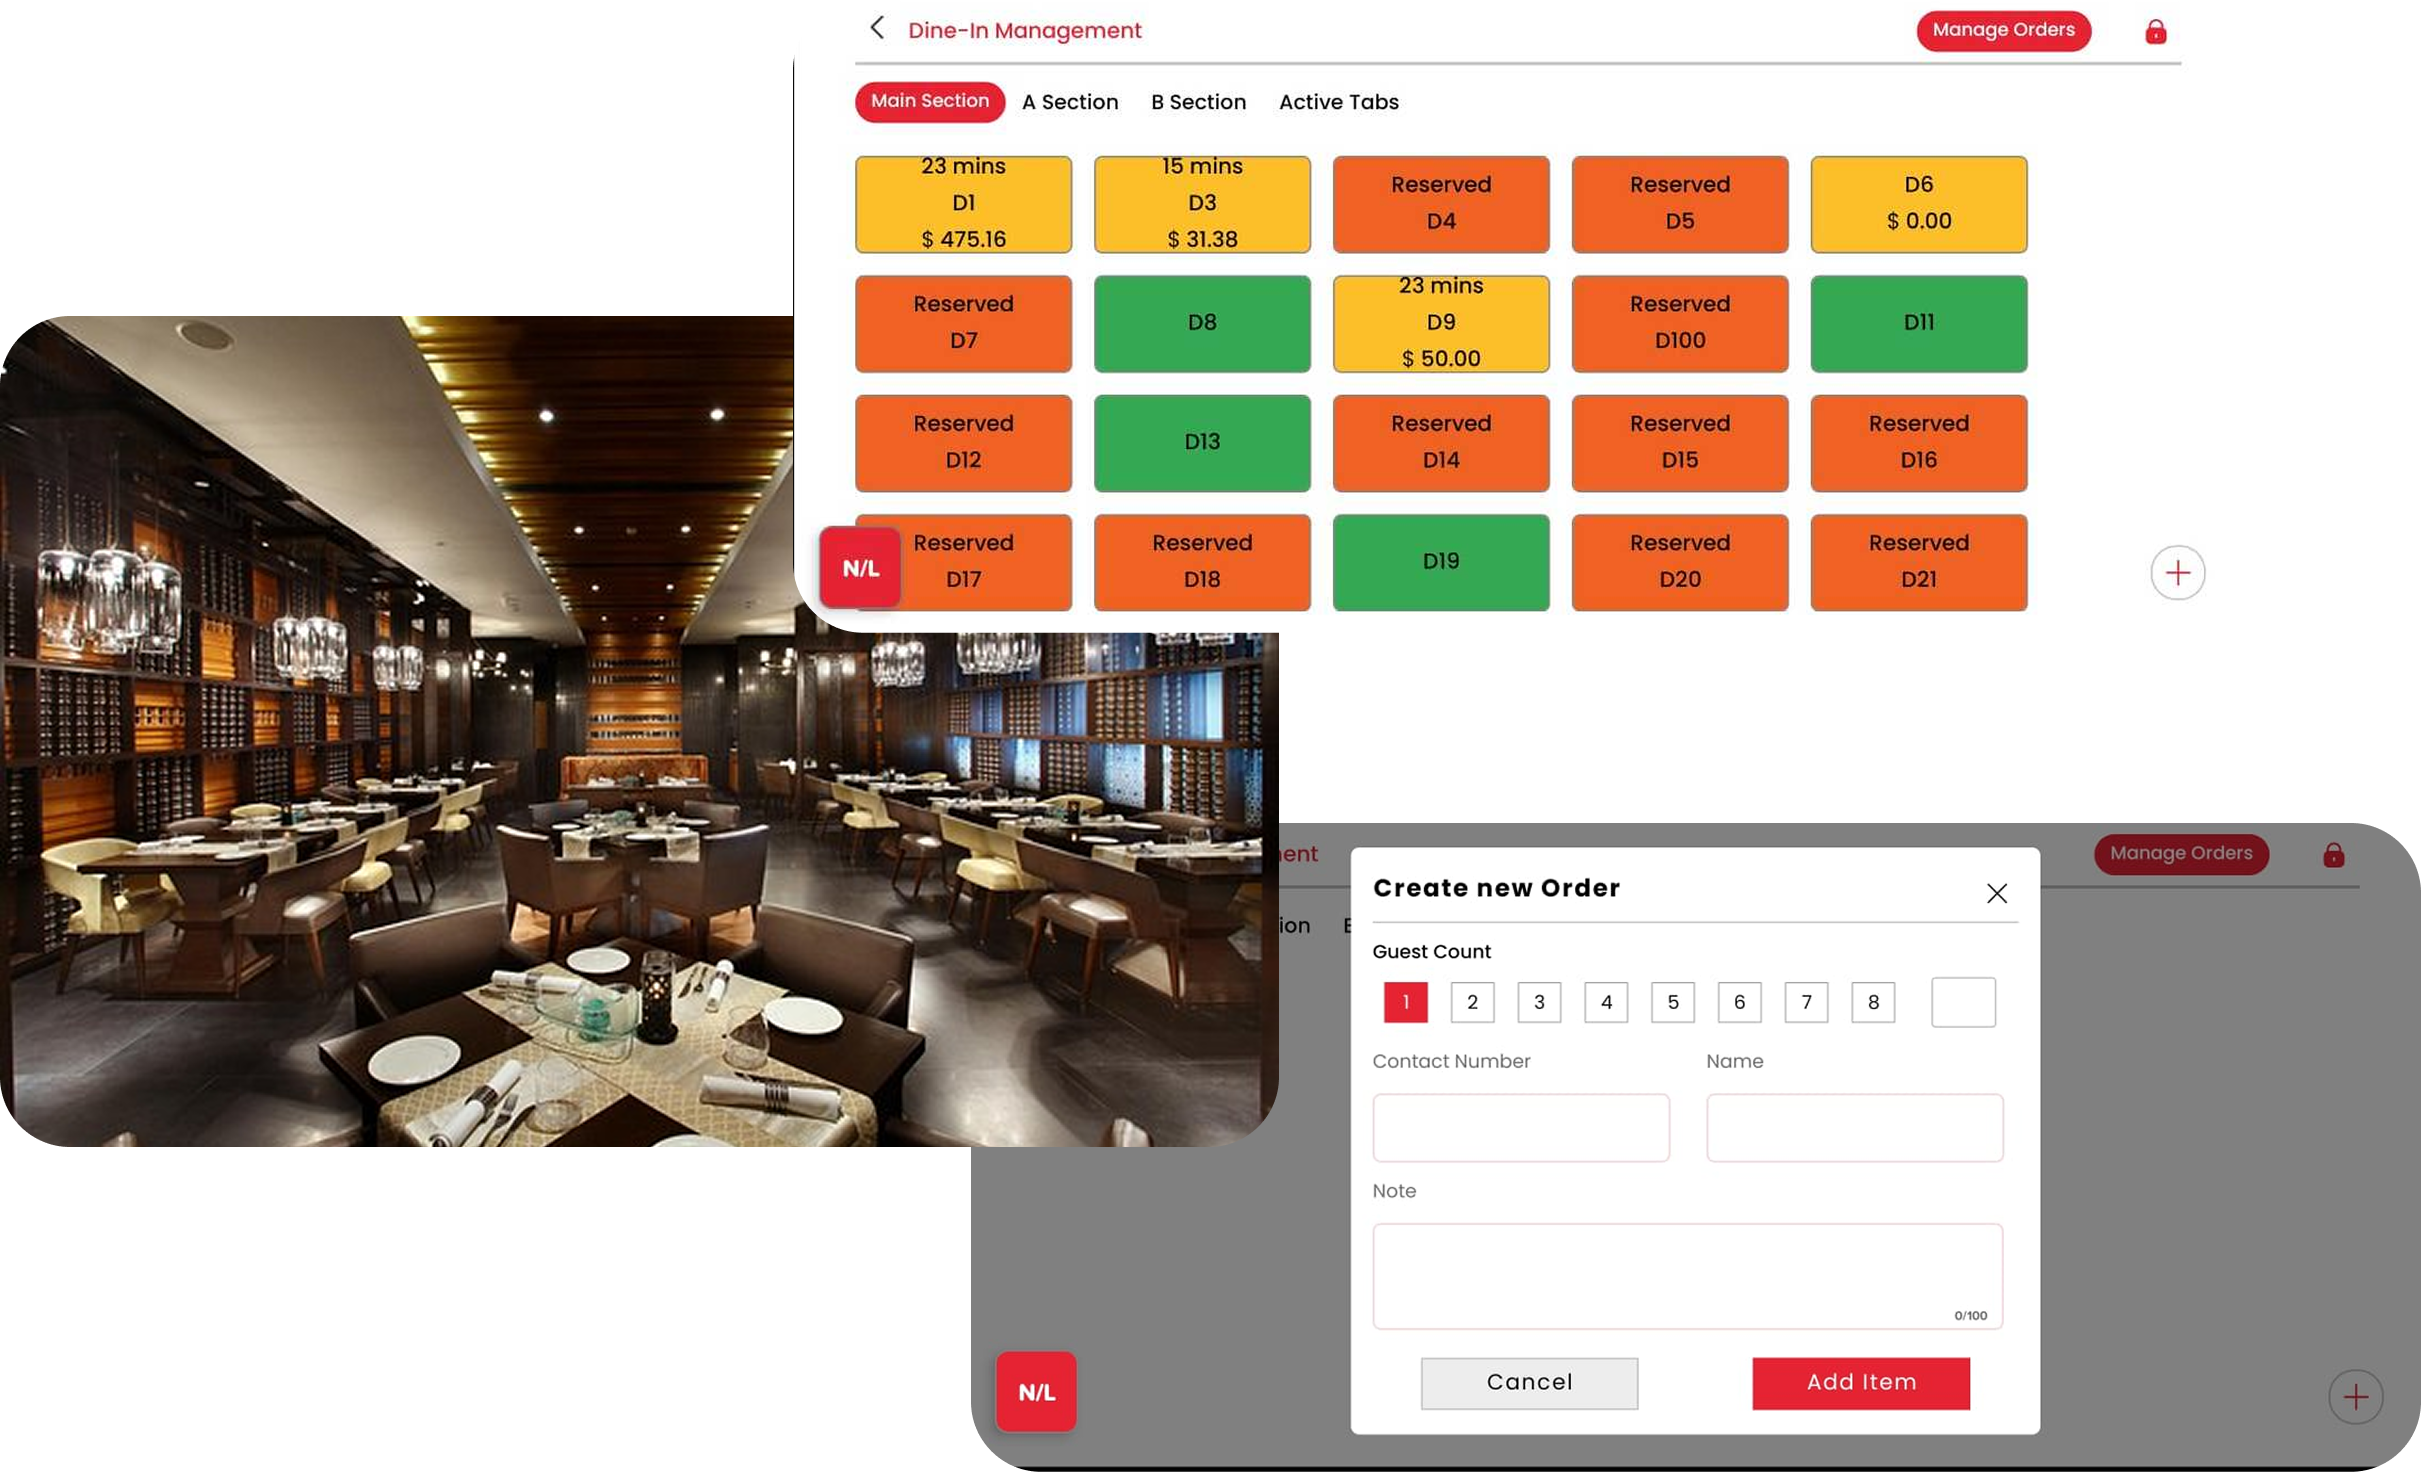 Dine-In Management
Manage Orders
Main Section
A Section
B Section
Active Tabs
23 mins
D1
$ 475.16
15 mins
D3
$ 31.38
Reserved
D4
Reserved
D5
D6
$ 0.00
Reserved
D7
D8
23 mins
D9
$ 50.00
Reserved
D100
D11
Reserved
D12
D13
Reserved
D14
Reserved
D15
Reserved
D16
N/L
Reserved
D17
Reserved
D18
D19
Reserved
D20
Reserved
D21
ent
Manage Orders
ion
Create new Order
Guest Count
1 2 3 4 5 6 7 8
Contact Number
Name
Note
0/100
Cancel
Add Item
N/L